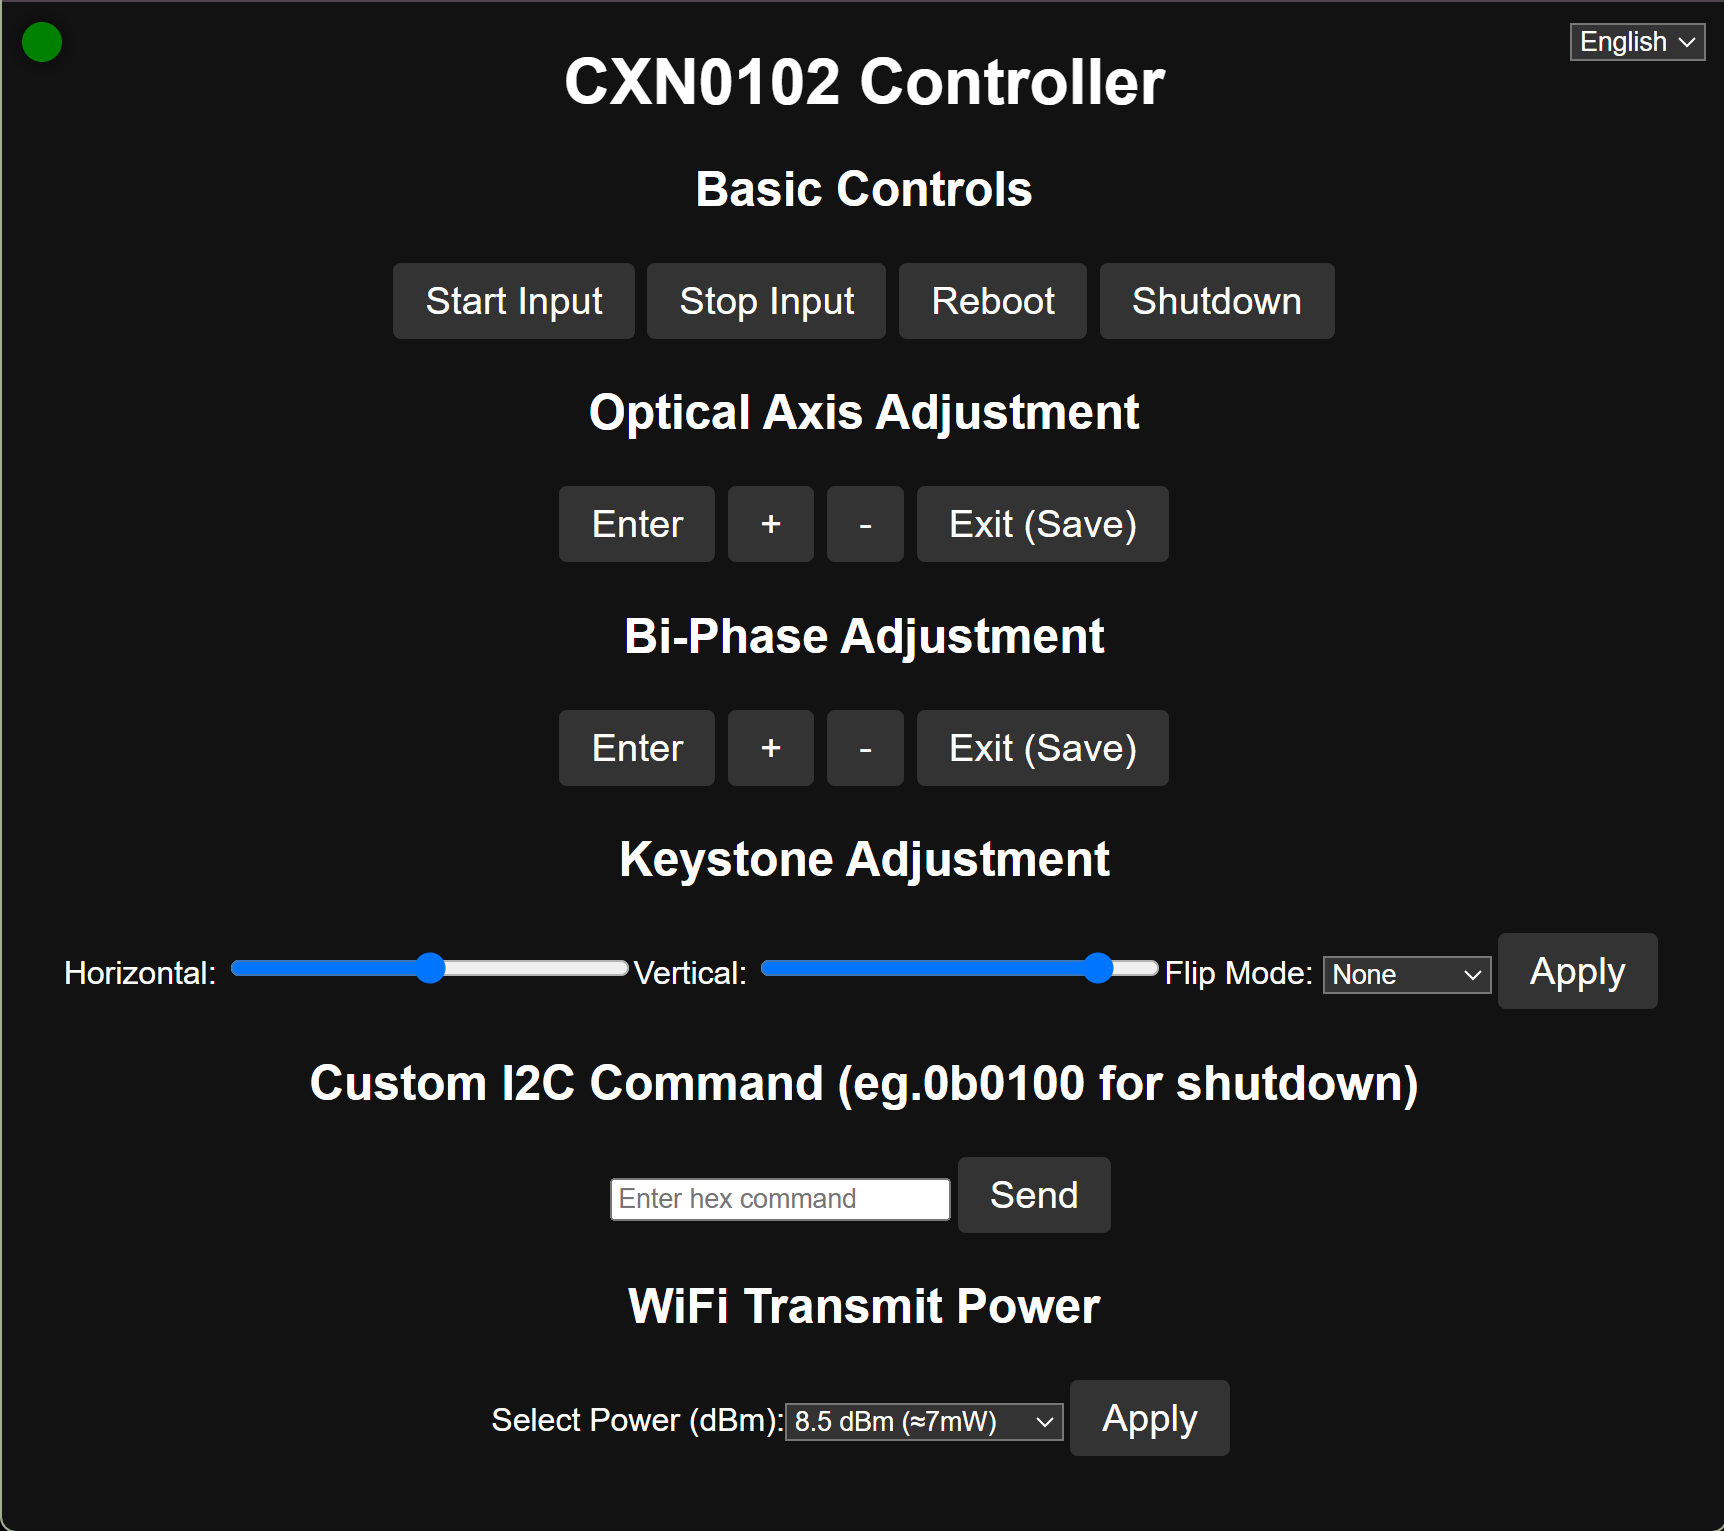 English
CXN0102 Controller
Basic Controls
Start Input Stop Input Reboot Shutdown
Optical Axis Adjustment
Enter + - Exit (Save)
Bi-Phase Adjustment
Enter + - Exit (Save)
Keystone Adjustment
Horizontal: Vertical: Flip Mode: None Apply
Custom I2C Command (eg.0b0100 for shutdown)
Enter hex command Send
WiFi Transmit Power
Select Power (dBm): 8.5 dBm (≈7mW) Apply